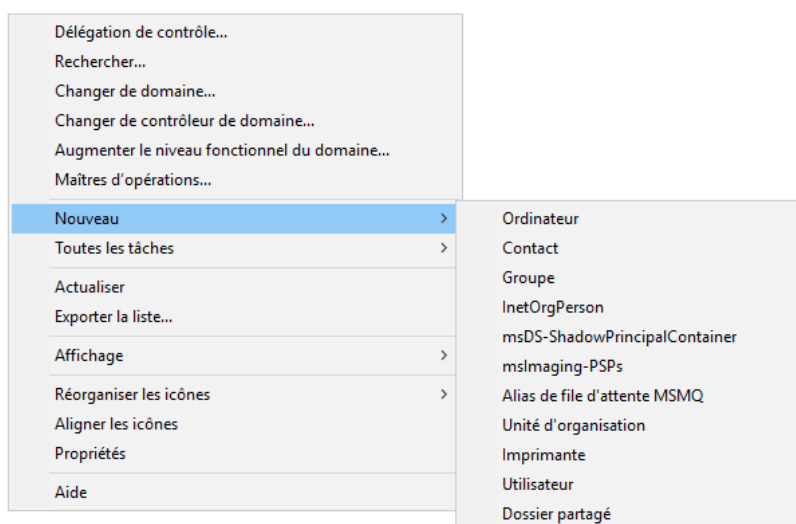 Délégation de contrôle...
Rechercher...
Changer de domaine...
Changer de contrôleur de domaine...
Augmenter le niveau fonctionnel du domaine...
Maîtres d'opérations...
Nouveau
Toutes les tâches
Actualiser
Exporter la liste...
Affichage
Réorganiser les icônes
Aligner les icônes
Propriétés
Aide
Ordinateur
Contact
Groupe
InetOrgPerson
msDS-ShadowPrincipalContainer
msImaging-PSPs
Alias de file d'attente MSMQ
Unité d'organisation
Imprimante
Utilisateur
Dossier partagé